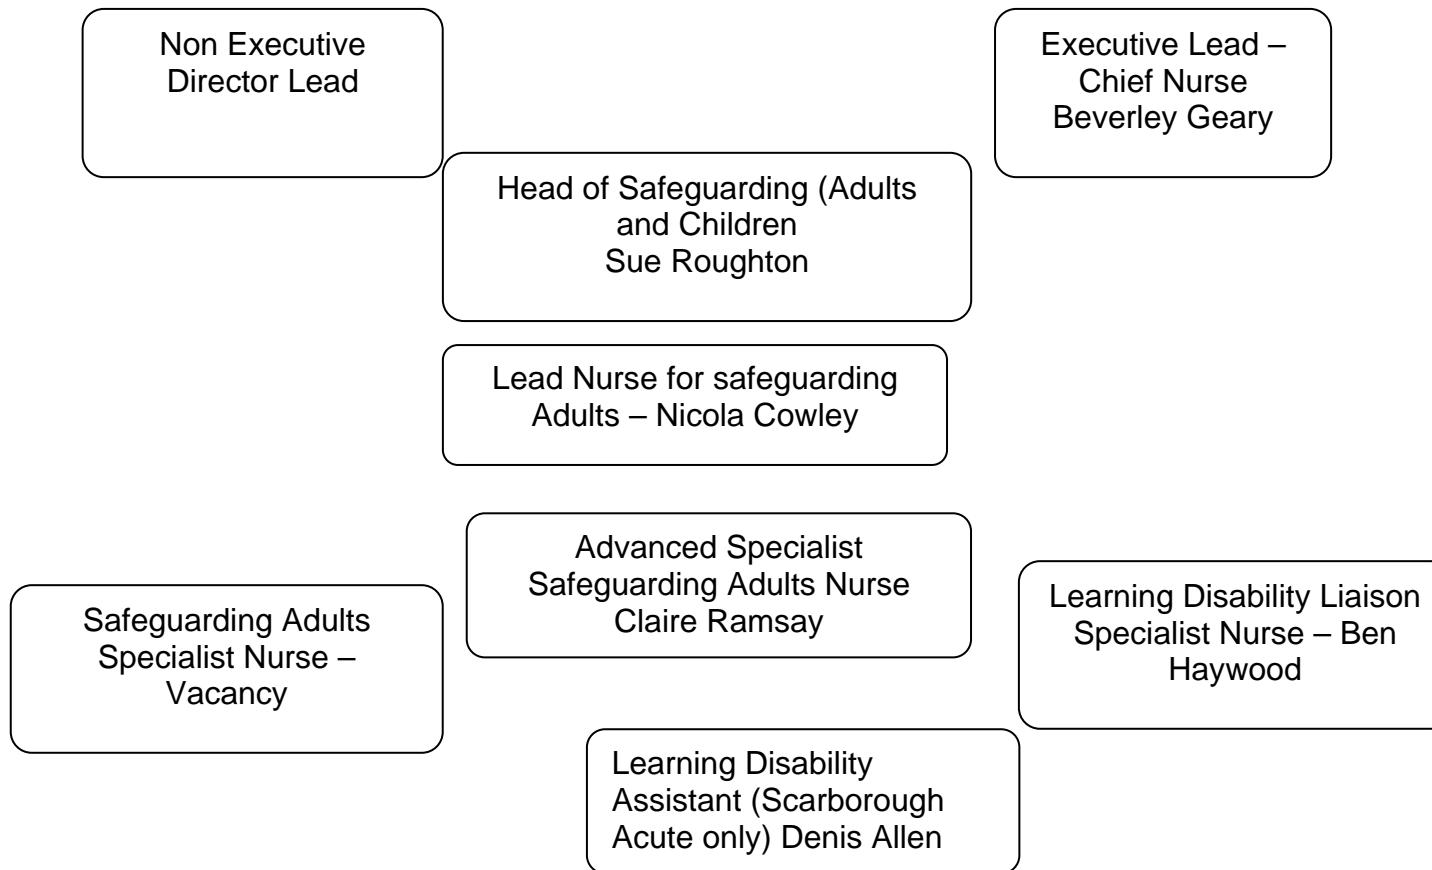 Non Executive
Director Lead
Executive Lead –
Chief Nurse
Beverley Geary
Head of Safeguarding (Adults
and Children
Sue Roughton
Lead Nurse for safeguarding
Adults – Nicola Cowley
Advanced Specialist
Safeguarding Adults Nurse
Claire Ramsay
Safeguarding Adults
Specialist Nurse –
Vacancy
Learning Disability Liaison
Specialist Nurse – Ben
Haywood
Learning Disability
Assistant (Scarborough
Acute only) Denis Allen